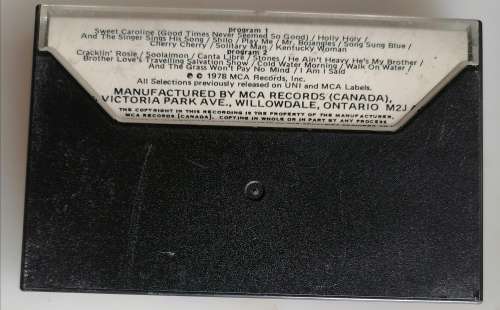 program 1
Sweet Caroline (Good Times Never Seemed So Good) / Holly Holy /
And The Singer Sings His Song / Shilo / Play Me / Mr. Bojangles / Song Sung Blue /
Cherry Cherry / Solitary Man / Kentucky Woman
program 2
Cracklin' Rosie / Soolaimon / Canta Libre / Stones / He Ain't Heavy He's My Brother /
Brother Love's Travelling Salvation Show / Cold Water Morning / Walk On Water /
And The Grass Won't Pay No Mind / I Am I Said
℗ © 1978 MCA Records, Inc.
All Selections previously released on UNI and MCA Labels.
MANUFACTURED BY MCA RECORDS (CANADA),
VICTORIA PARK AVE., WILLOWDALE, ONTARIO M2J
THE COPYRIGHT IN THIS RECORDING IS THE PROPERTY OF THE MANUFACTURER,
MCA RECORDS (CANADA). COPYING IN WHOLE OR IN PART BY ANY PROCESS